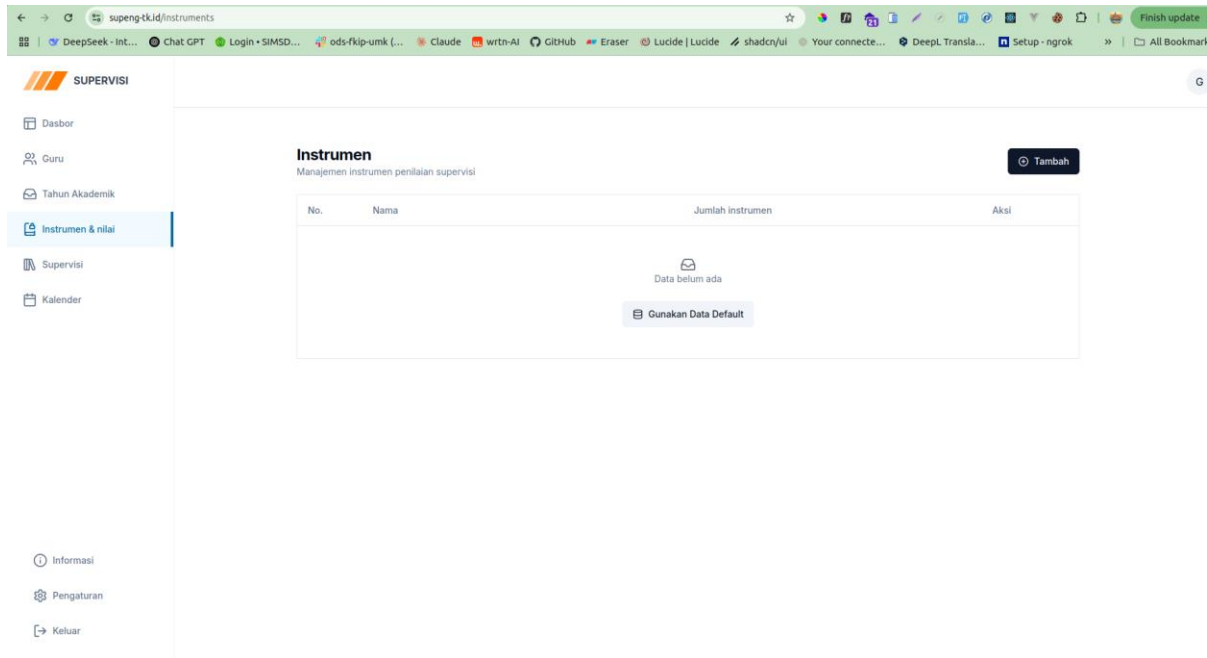 supeng-tk.id/instruments
21
Finish update
DeepSeek - Int... Chat GPT Login • SIMSD... ods-fkip-umk (... Claude wrtn-AI GitHub Eraser Lucide | Lucide shadcn/ui Your connecte... DeepL Transla... Setup - ngrok » All Bookmark
SUPERVISI
G
Dasbor
Guru
Tahun Akademik
Instrumen & nilai
Supervisi
Kalender
Instrumen
Manajemen instrumen penilaian supervisi
Tambah
No. Nama Jumlah instrumen Aksi
Data belum ada
Gunakan Data Default
Informasi
Pengaturan
Keluar